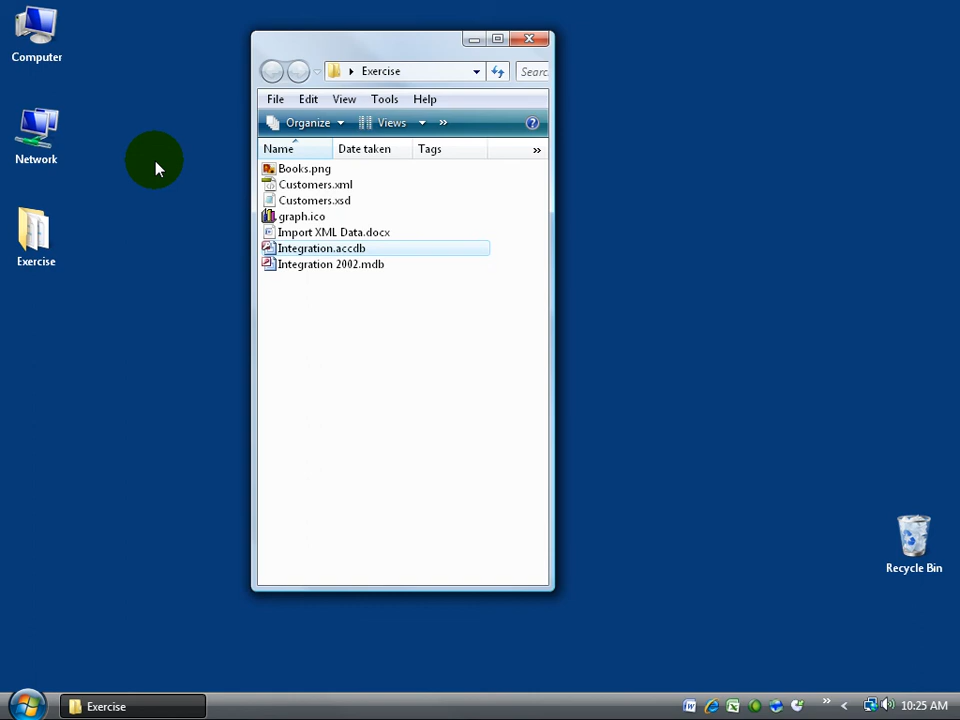 Computer
Network
Exercise
Exercise
Searc
File Edit View Tools Help
Organize Views »
Name Date taken Tags »
Books.png
Customers.xml
Customers.xsd
graph.ico
Import XML Data.docx
Integration.accdb
Integration 2002.mdb
Recycle Bin
Exercise
» 10:25 AM